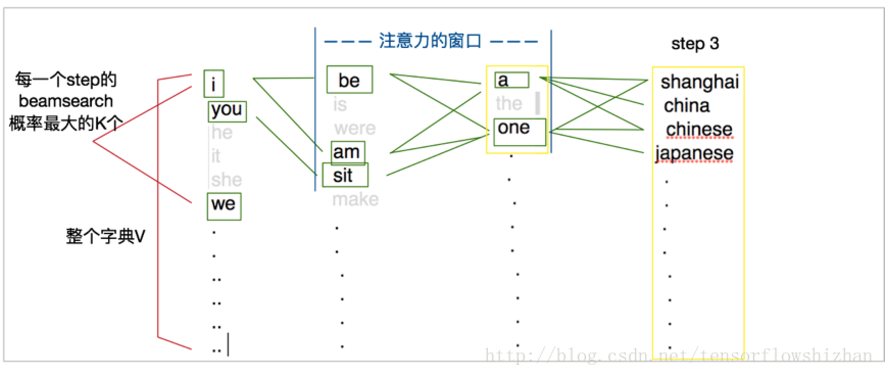 — — — 注意力的窗口 — — —
step 3
每一个step的
beamsearch
概率最大的K个
整个字典V
i
you
he
it
she
we
be
is
were
am
sit
make
a
the
one
shanghai
china
chinese
japanese
http://blog.csdn.net/tensorflowshizhan